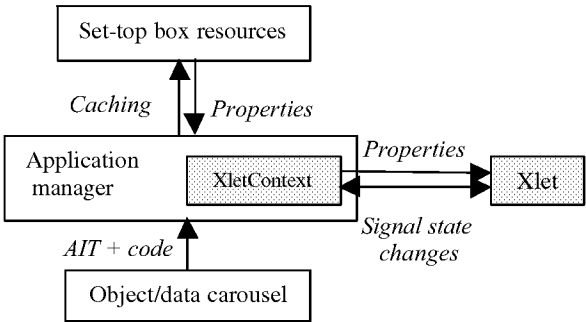 Set-top box resources
Caching
Properties
Application
manager
XletContext
Properties
Xlet
Signal state
changes
AIT + code
Object/data carousel